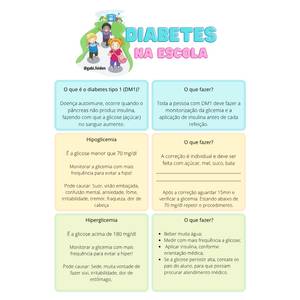 DIABETES
NA ESCOLA
@gabi.loiden
O que é o diabetes tipo 1 (DM1)?
Doença autoimune, ocorre quando o
pâncreas não produz insulina,
fazendo com que a glicose (açúcar)
no sangue aumente.
O que fazer?
Toda a pessoa com DM1 deve fazer a
monitorização da glicemia e a
aplicação de insulina antes de cada
refeição.
Hipoglicemia
É a glicose menor que 70 mg/dl
Monitorar a glicemia com mais
frequência para evitar a hipo!
Pode causar: Suor, visão embaçada,
confusão mental, ansiedade, fome,
irritabilidade, tremor, fraqueza, dor de
cabeça
O que fazer?
A correção é individual e deve ser
feita com açúcar, mel, suco, bala
Após a correção aguardar 15min e
verificar a glicemia. Estando abaixo de
70 mg/dl repetir o procedimento.
Hiperglicemia
É a glicose acima de 180 mg/dl
Monitorar a glicemia com mais
frequência para evitar a hiper!
Pode causar: Sede, muita vontade de
fazer xixi, irritabilidade, dor de
estômago.
O que fazer?
Beber muita água;
Medir com mais frequência a glicose;
Aplicar insulina, conforme
orientação médica;
Se a glicose persistir alta, contate os
pais do aluno, para que possam
procurar atendimento médico.